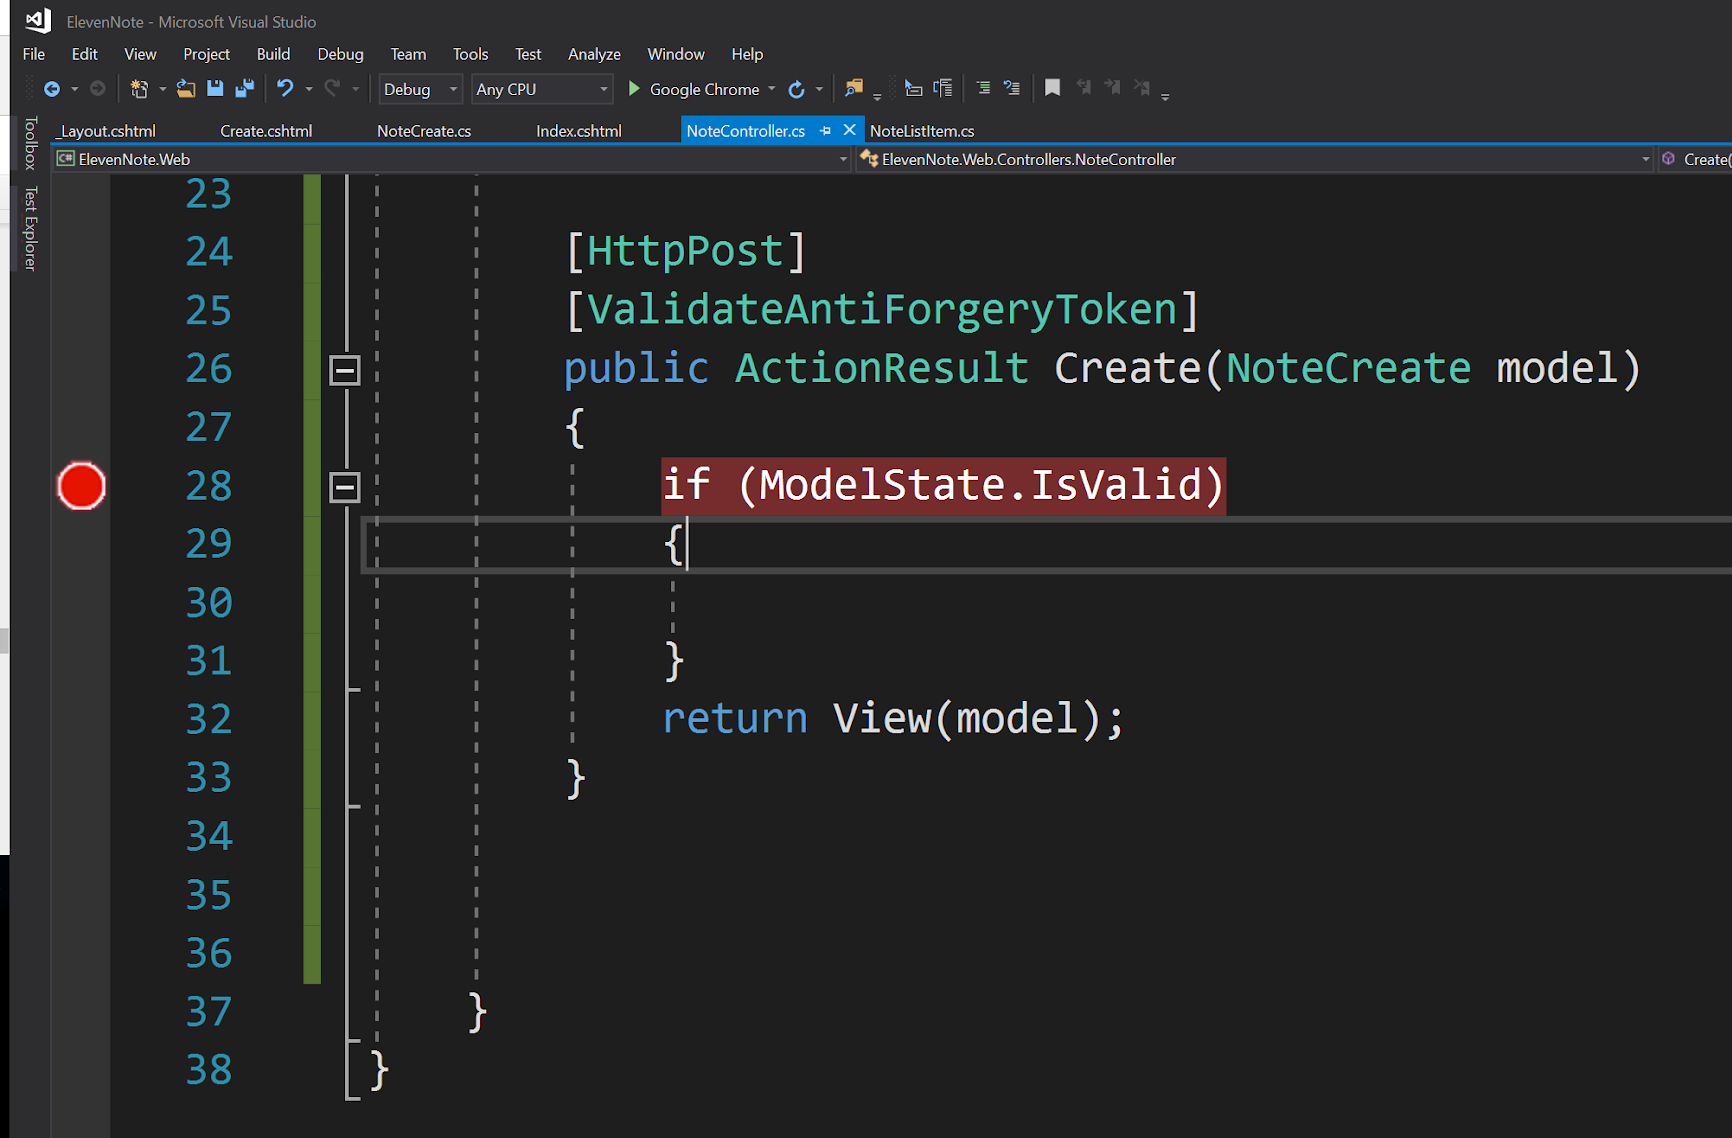 ElevenNote - Microsoft Visual Studio
File Edit View Project Build Debug Team Tools Test Analyze Window Help
Debug Any CPU Google Chrome
Toolbox
Test Explorer
_Layout.cshtml Create.cshtml NoteCreate.cs Index.cshtml NoteController.cs NoteListItem.cs
C# ElevenNote.Web ElevenNote.Web.Controllers.NoteController Create(
23
24 [HttpPost]
25 [ValidateAntiForgeryToken]
26 public ActionResult Create(NoteCreate model)
27 {
28 if (ModelState.IsValid)
29 {
30
31 }
32 return View(model);
33 }
34
35
36
37 }
38 }